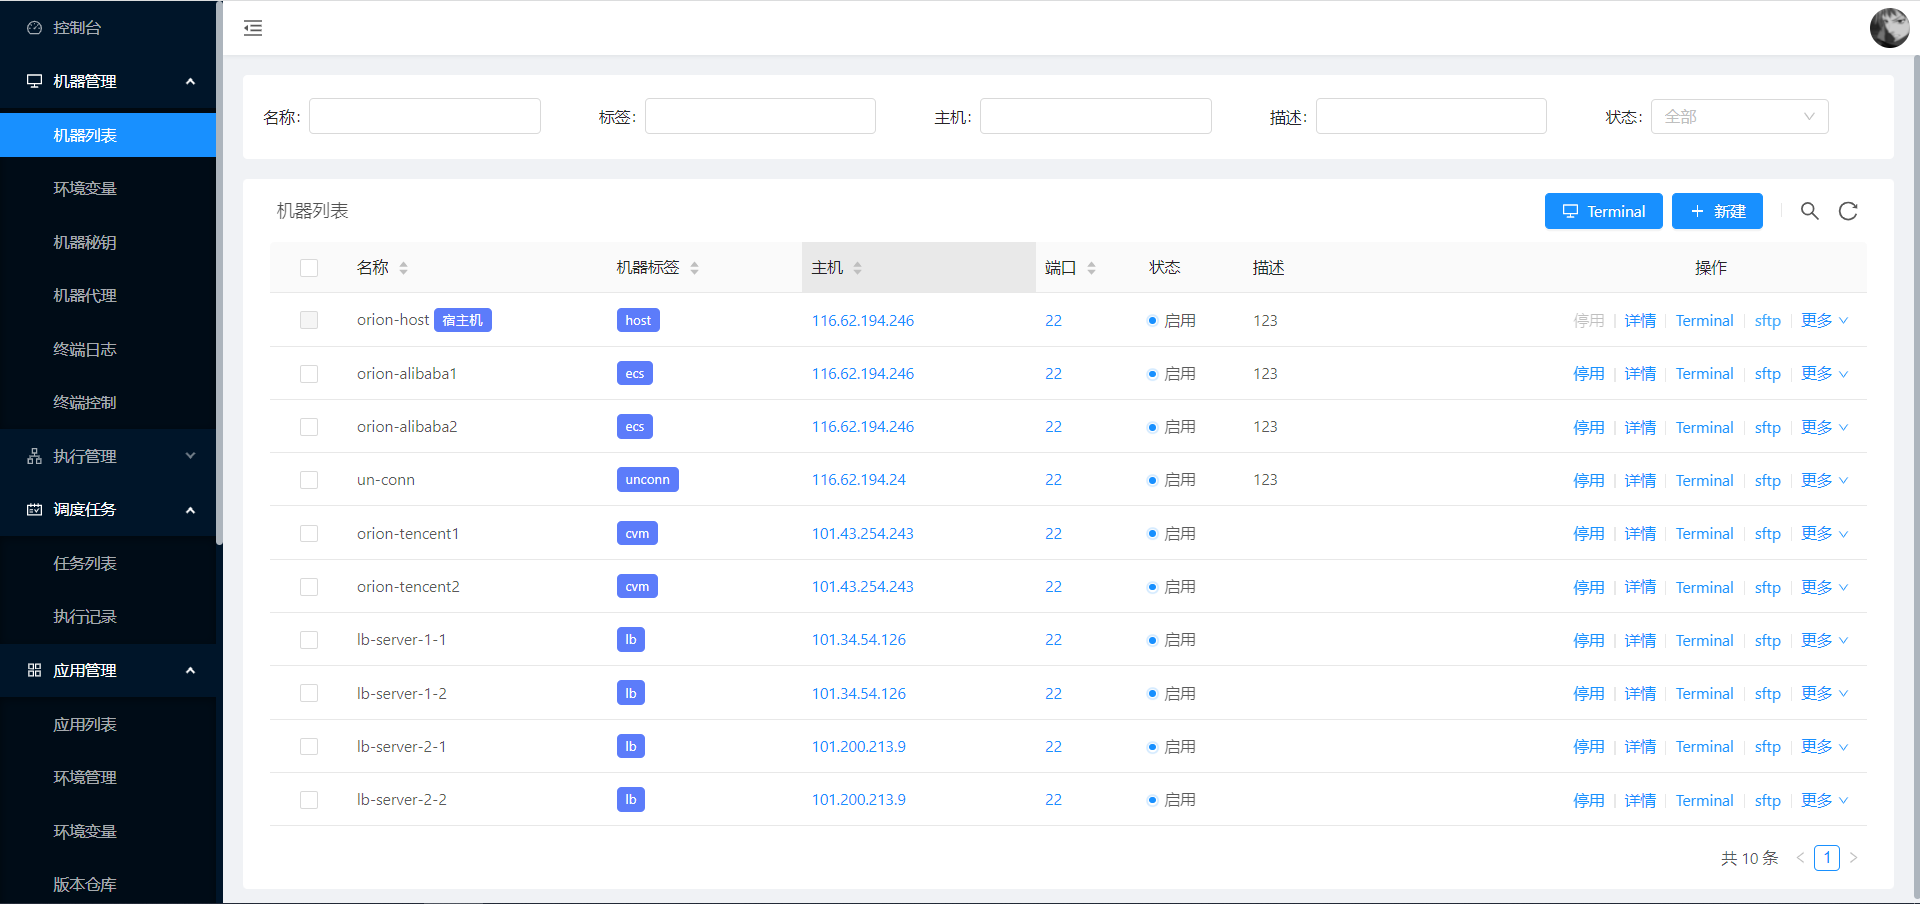 控制台
机器管理
机器列表
环境变量
机器秘钥
机器代理
终端日志
终端控制
执行管理
调度任务
任务列表
执行记录
应用管理
应用列表
环境管理
环境变量
版本仓库
名称: 标签: 主机: 描述: 状态: 全部
机器列表 Terminal 新建
名称 机器标签 主机 端口 状态 描述 操作
orion-host 宿主机 host 116.62.194.246 22 启用 123 停用 详情 Terminal sftp 更多
orion-alibaba1 ecs 116.62.194.246 22 启用 123 停用 详情 Terminal sftp 更多
orion-alibaba2 ecs 116.62.194.246 22 启用 123 停用 详情 Terminal sftp 更多
un-conn unconn 116.62.194.24 22 启用 123 停用 详情 Terminal sftp 更多
orion-tencent1 cvm 101.43.254.243 22 启用 停用 详情 Terminal sftp 更多
orion-tencent2 cvm 101.43.254.243 22 启用 停用 详情 Terminal sftp 更多
lb-server-1-1 lb 101.34.54.126 22 启用 停用 详情 Terminal sftp 更多
lb-server-1-2 lb 101.34.54.126 22 启用 停用 详情 Terminal sftp 更多
lb-server-2-1 lb 101.200.213.9 22 启用 停用 详情 Terminal sftp 更多
lb-server-2-2 lb 101.200.213.9 22 启用 停用 详情 Terminal sftp 更多
共 10 条 < 1 >